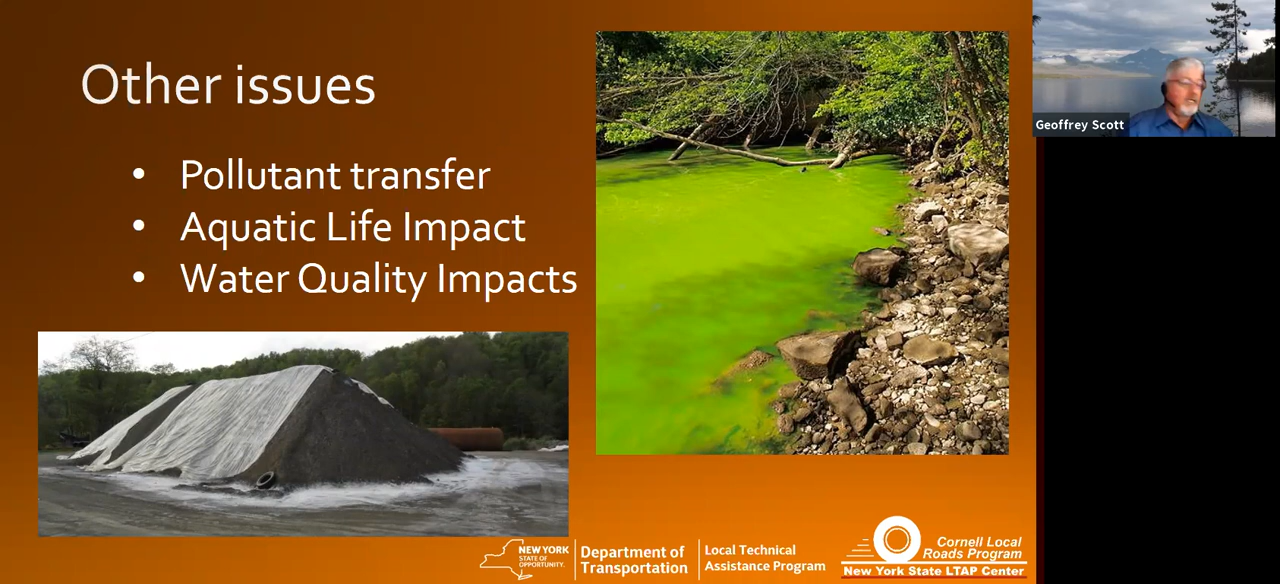 Other issues
• Pollutant transfer
• Aquatic Life Impact
• Water Quality Impacts
Geoffrey Scott
NEW YORK
STATE OF
OPPORTUNITY.
Department of
Transportation
Local Technical
Assistance Program
Cornell Local
Roads Program
New York State LTAP Center